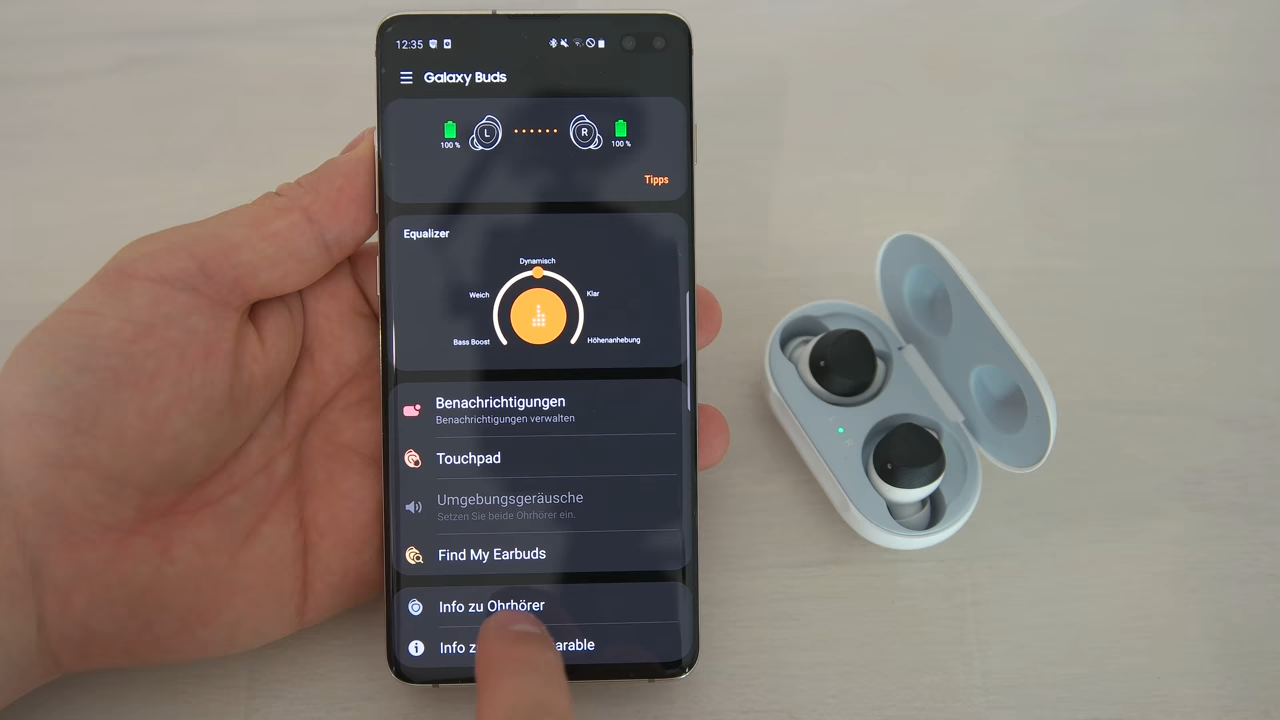 12:35
Galaxy Buds
L R
100 % 100 %
Tipps
Equalizer
Dynamisch
Weich Klar
Bass Boost Höhenanhebung
Benachrichtigungen
Benachrichtigungen verwalten
Touchpad
Umgebungsgeräusche
Setzen Sie beide Ohrhörer ein.
Find My Earbuds
Info zu Ohrhörer
Info